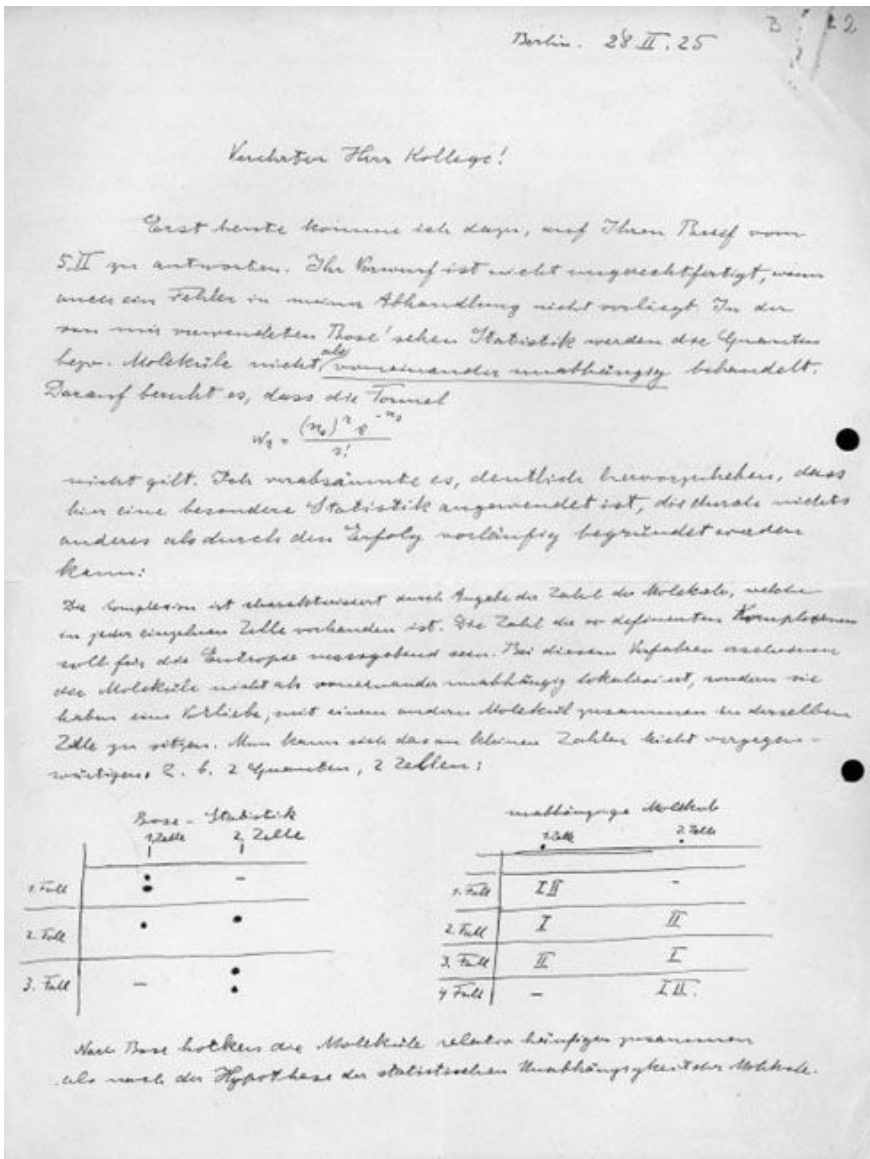 Berlin. 28 II. 25
Verehrter Herr Kollege!
Erst heute komme ich dazu, auf Ihren Brief vom
5 II zu antworten. Ihr Vorwurf ist nicht ungerechtfertigt, wenn
auch ein Fehler in meiner Abhandlung nicht vorliegt. In der
von mir verwendeten Bose'schen Statistik werden die Quanten
bezw. Moleküle nicht als voneinander unabhängig behandelt.
Darauf beruht es, dass die Formel
nicht gilt. Ich verabsäumte es, deutlich hervorzuheben, dass
hier eine besondere Statistik angewendet ist, die durch nichts
anderes als durch den Erfolg vorläufig begründet werden
kann:
Die Komplexion ist charakterisiert durch Angabe der Zahl der Moleküle, welche
in jeder einzelnen Zelle vorhanden ist. Die Zahl der so definierten Komplexionen
soll für die Entropie massgebend sein. Bei diesem Verfahren erscheinen
die Moleküle nicht als voneinander unabhängig lokalisiert, sondern sie
haben eine Vorliebe, mit einem andern Molekül zusammen in derselben
Zelle zu sitzen. Man kann sich das an kleinen Zahlen leicht vergegen-
wärtigen. Z. b. 2 Quanten, 2 Zellen:
Bose-Statistik
1. Zelle 2. Zelle
1. Fall •• –
2. Fall • •
3. Fall – ••
unabhängige Moleküle
1. Zelle 2. Zelle
1. Fall I II –
2. Fall I II
3. Fall II I
4 Fall – I II.
Nach Bose hocken die Moleküle relativ häufiger zusammen
als nach der Hypothese der statistischen Unabhängigkeit der Moleküle.